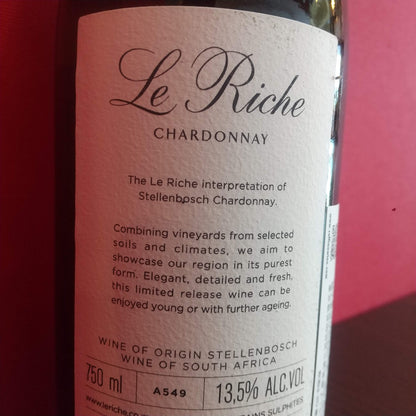 Le Riche
CHARDONNAY
The Le Riche interpretation of
Stellenbosch Chardonnay.
Combining vineyards from selected
soils and climates, we aim to
showcase our region in its purest
form. Elegant, detailed and fresh,
this limited release wine can be
enjoyed young or with further ageing.
WINE OF ORIGIN STELLENBOSCH
WINE OF SOUTH AFRICA
750 ml A549 13,5% ALC.VOL
SULPHITES